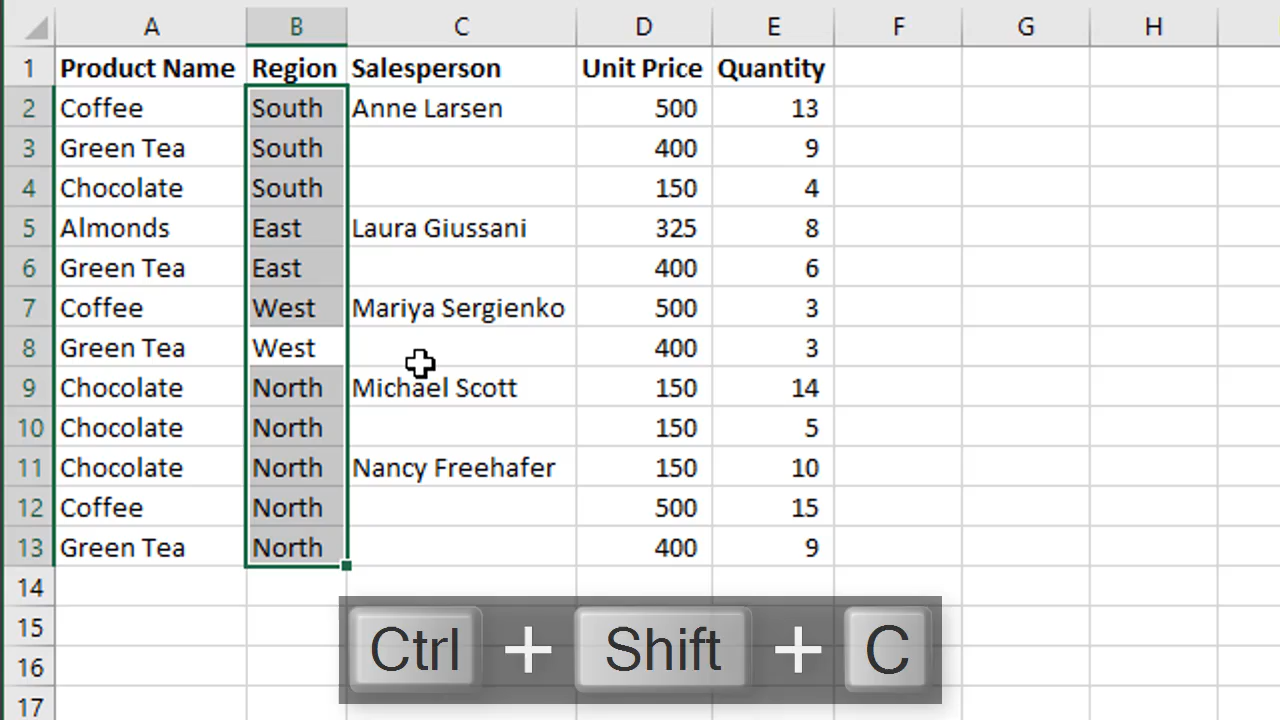 A B C D E F G H
1 Product Name Region Salesperson Unit Price Quantity
2 Coffee South Anne Larsen 500 13
3 Green Tea South 400 9
4 Chocolate South 150 4
5 Almonds East Laura Giussani 325 8
6 Green Tea East 400 6
7 Coffee West Mariya Sergienko 500 3
8 Green Tea West 400 3
9 Chocolate North Michael Scott 150 14
10 Chocolate North 150 5
11 Chocolate North Nancy Freehafer 150 10
12 Coffee North 500 15
13 Green Tea North 400 9
14
15
16
17
Ctrl + Shift + C